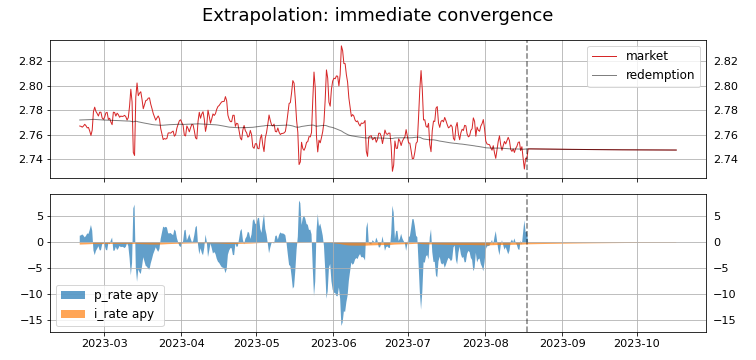 Extrapolation: immediate convergence
2.82 2.82
2.80 2.80
2.78 2.78
2.76 2.76
2.74 2.74
market
redemption
5 5
0 0
−5 −5
−10 −10
−15 −15
p_rate apy
i_rate apy
2023-03 2023-04 2023-05 2023-06 2023-07 2023-08 2023-09 2023-10